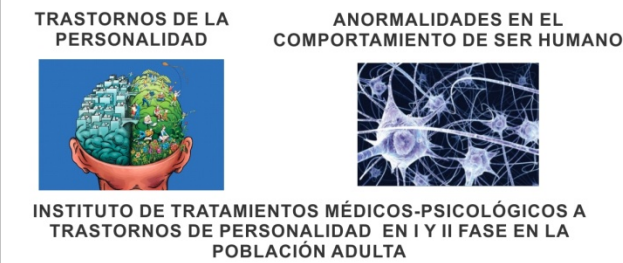 TRASTORNOS DE LA
PERSONALIDAD
ANORMALIDADES EN EL
COMPORTAMIENTO DE SER HUMANO
INSTITUTO DE TRATAMIENTOS MÉDICOS-PSICOLÓGICOS A
TRASTORNOS DE PERSONALIDAD EN I Y II FASE EN LA
POBLACIÓN ADULTA